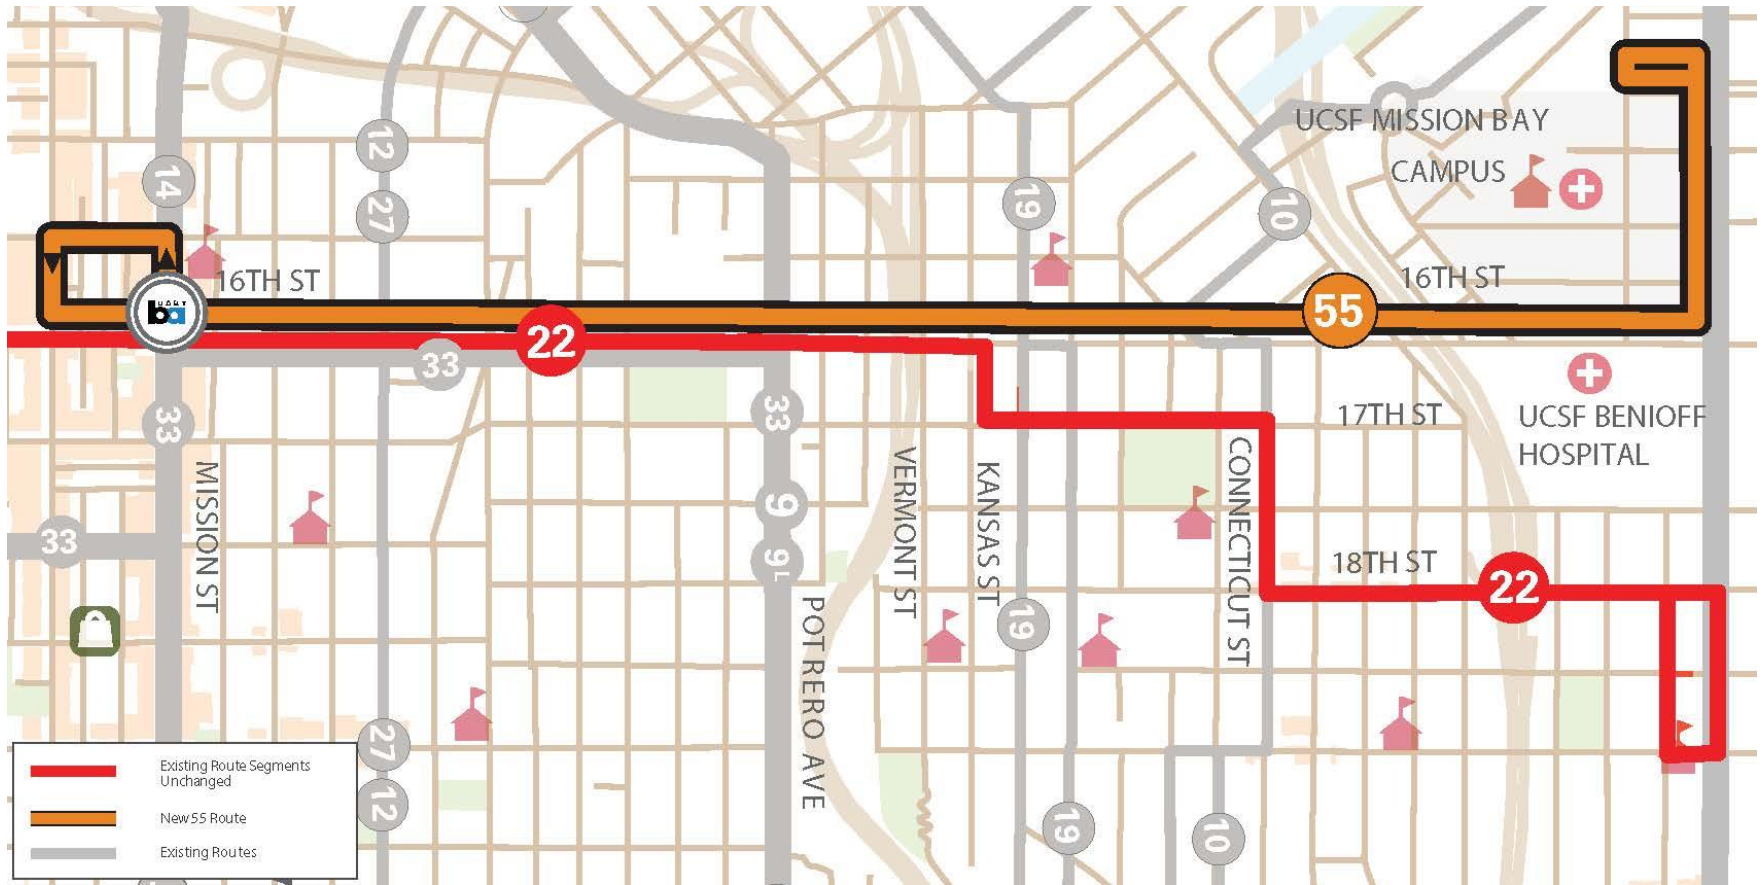 UCSF MISSION BAY
CAMPUS
14
12
27
19
10
16TH ST
16TH ST
ba
55
22
33
33
33
17TH ST
UCSF BENIOFF
HOSPITAL
MISSION ST
VERMONT ST
KANSAS ST
CONNECTICUT ST
9
9L
33
18TH ST
22
19
POTRERO AVE
27
12
19
10
Existing Route Segments
Unchanged
New 55 Route
Existing Routes